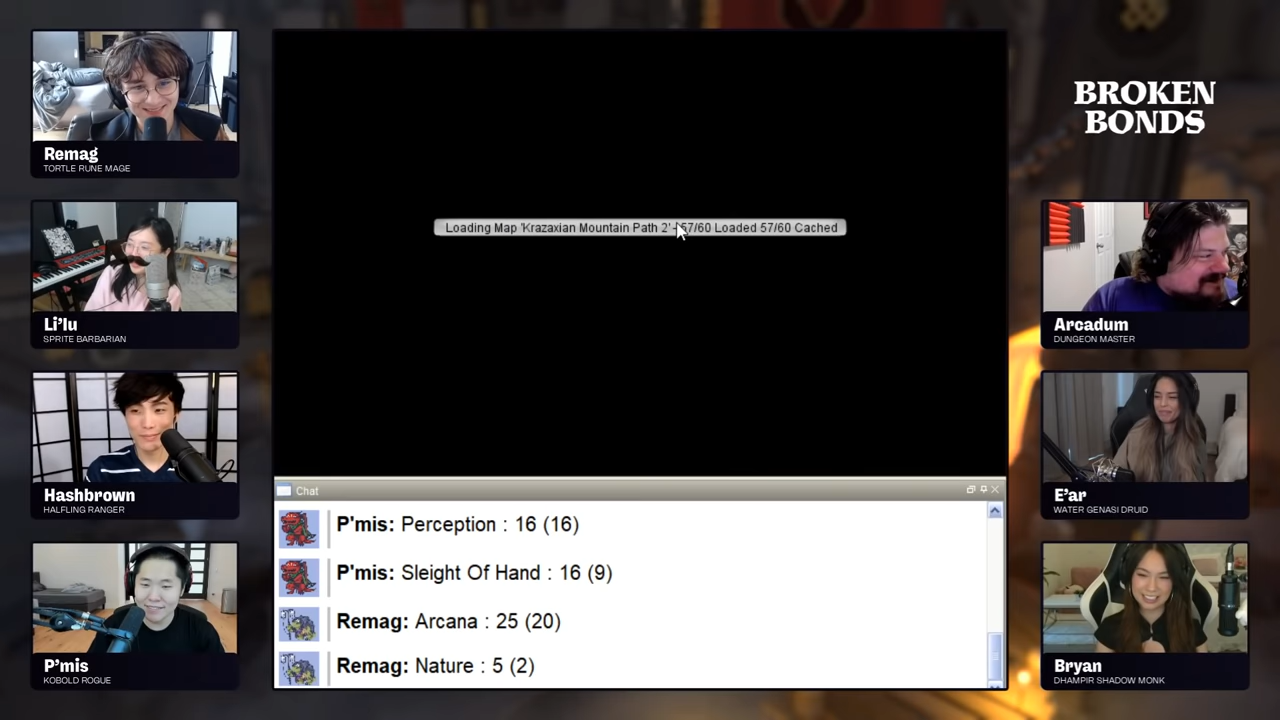 Remag
TORTLE RUNE MAGE
Li'lu
SPRITE BARBARIAN
Hashbrown
HALFLING RANGER
P'mis
KOBOLD ROGUE
Loading Map 'Krazaxian Mountain Path 2' - 57/60 Loaded 57/60 Cached
Chat
P'mis: Perception : 16 (16)
P'mis: Sleight Of Hand : 16 (9)
Remag: Arcana : 25 (20)
Remag: Nature : 5 (2)
BROKEN
BONDS
Arcadum
DUNGEON MASTER
E'ar
WATER GENASI DRUID
Bryan
DHAMPIR SHADOW MONK